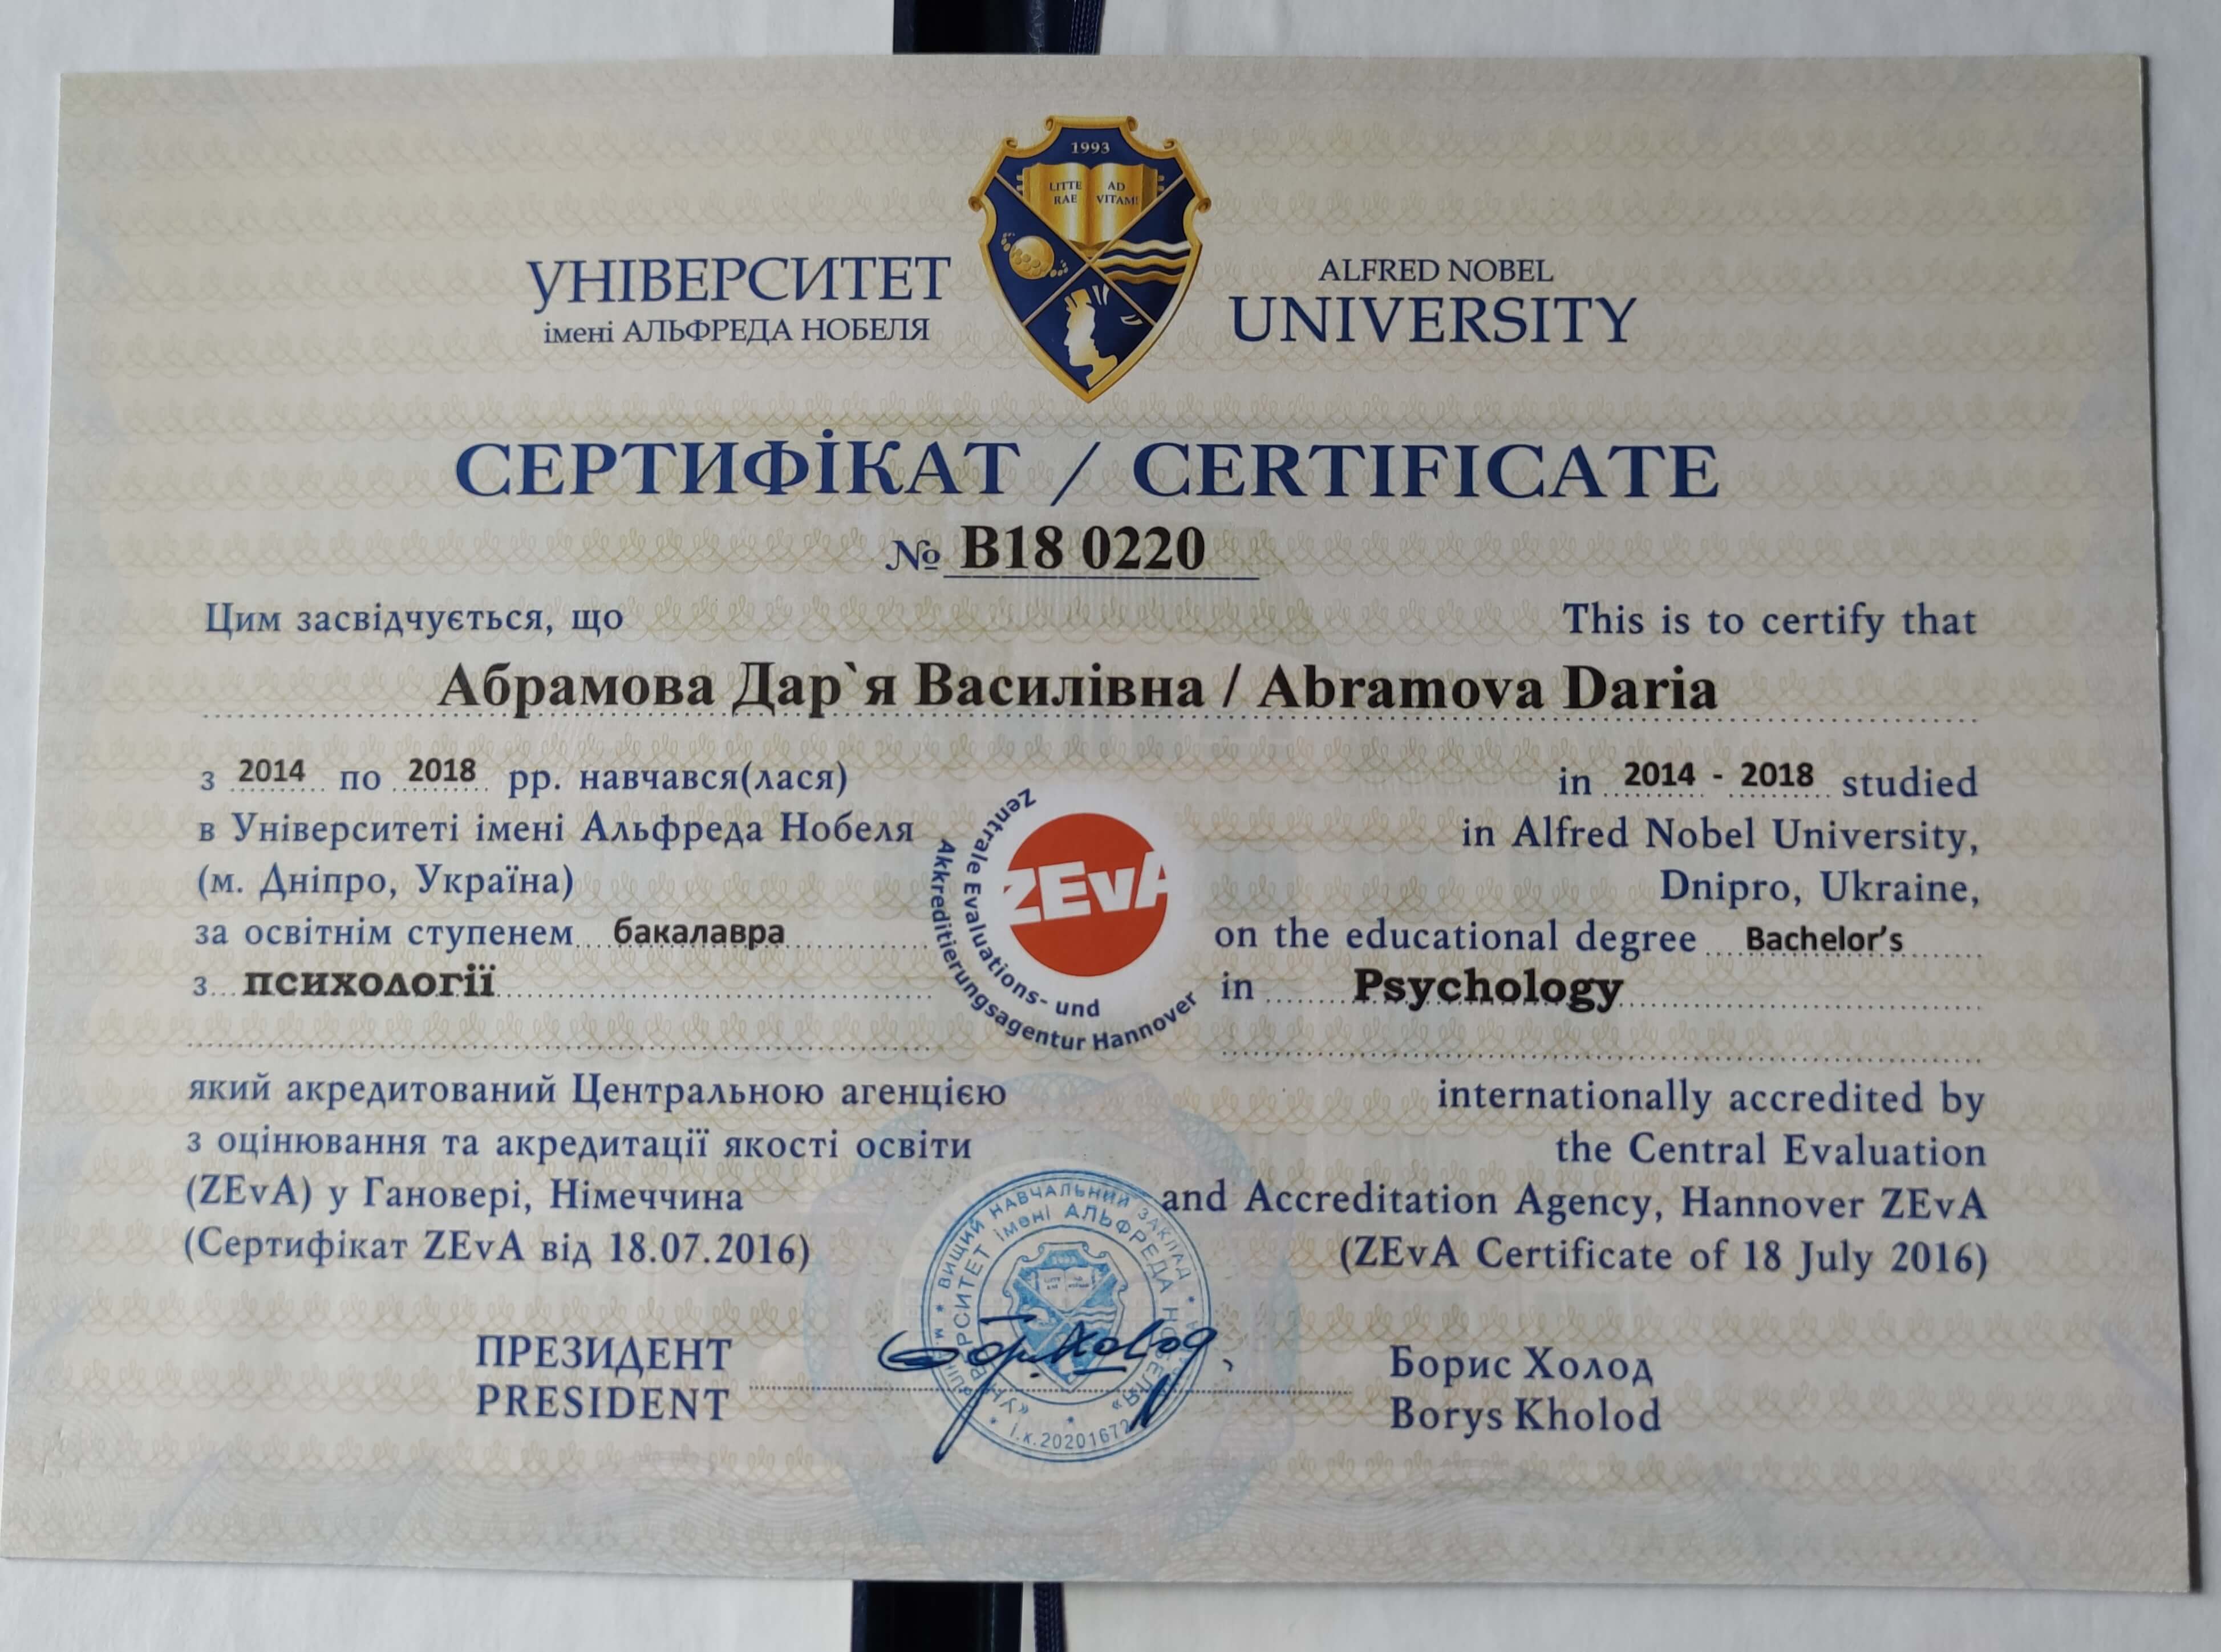 1993
LITTE RAE AD VITAM!
УНІВЕРСИТЕТ
імені АЛЬФРЕДА НОБЕЛЯ
ALFRED NOBEL
UNIVERSITY
СЕРТИФІКАТ / CERTIFICATE
№ В18 0220
Цим засвідчується, що
This is to certify that
Абрамова Дар`я Василівна / Abramova Daria
з 2014 по 2018 рр. навчався(лася)
в Університеті імені Альфреда Нобеля
(м. Дніпро, Україна)
за освітнім ступенем бакалавра
з психології
ZEvA
Zentrale Evaluations- und
Akkreditierungsagentur Hannover
in 2014 - 2018 studied
in Alfred Nobel University,
Dnipro, Ukraine,
on the educational degree Bachelor's
in Psychology
який акредитований Центральною агенцією
з оцінювання та акредитації якості освіти
(ZEvA) у Гановері, Німеччина
(Сертифікат ZEvA від 18.07.2016)
internationally accredited by
the Central Evaluation
and Accreditation Agency, Hannover ZEvA
(ZEvA Certificate of 18 July 2016)
ВИЩИЙ НАВЧАЛЬНИЙ ЗАКЛАД
імені АЛЬФРЕДА
ПРЕЗИДЕНТ
PRESIDENT
Борис Холод
Borys Kholod